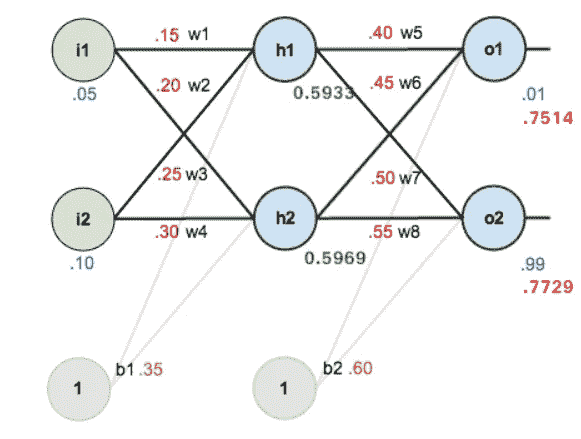 .15 w1
.40 w5
i1
h1
o1
.20 w2
.45 w6
.05
0.5933
.01
.7514
.25 w3
.50 w7
i2
h2
o2
.30 w4
.55 w8
.10
0.5969
.99
.7729
b1 .35
b2 .60
1
1